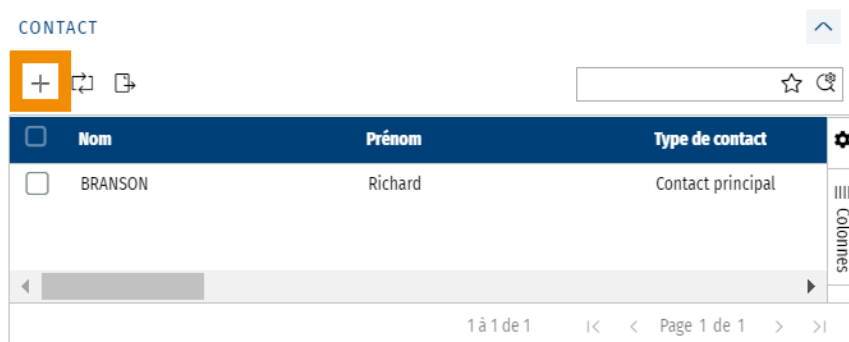 CONTACT
Nom Prénom Type de contact
BRANSON Richard Contact principal
Colonnes
1 à 1 de 1 Page 1 de 1